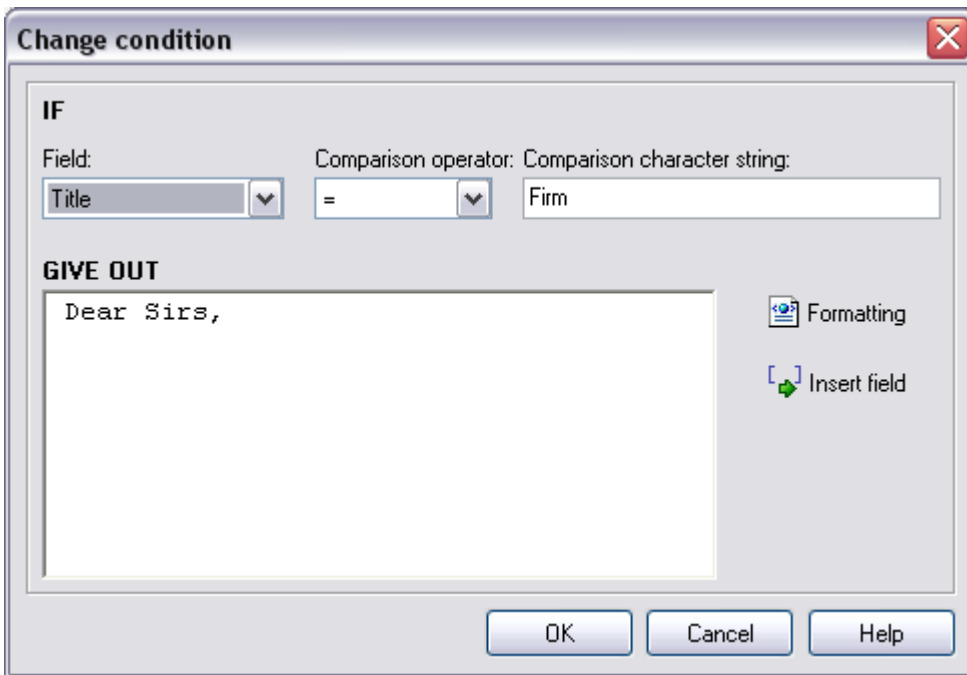 Change condition
IF
Field: Comparison operator: Comparison character string:
Title = Firm
GIVE OUT
Dear Sirs,
Formatting
Insert field
OK Cancel Help